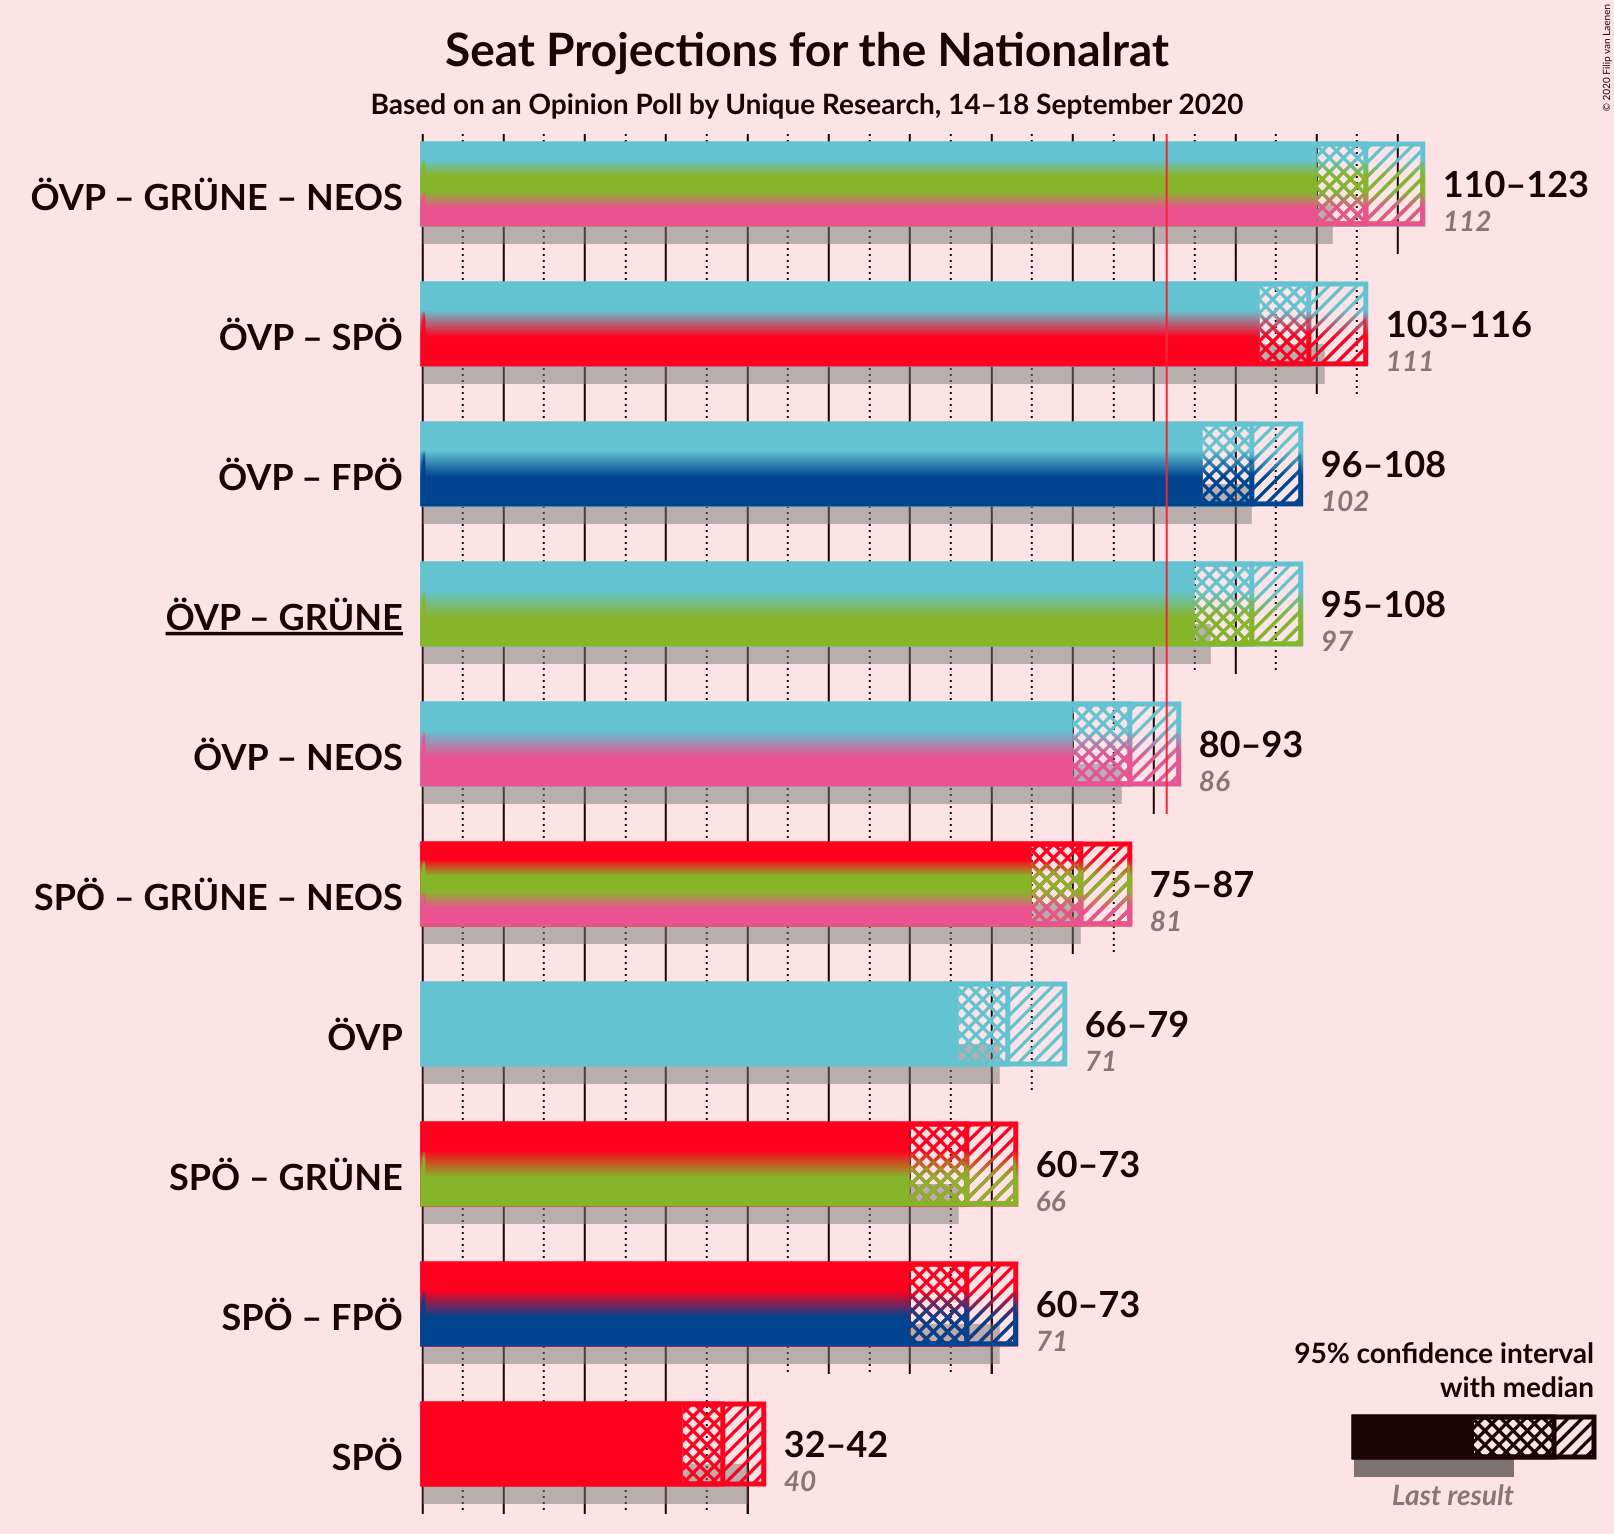 Seat Projections for the Nationalrat
Based on an Opinion Poll by Unique Research, 14–18 September 2020
© 2020 Filip van Laenen
ÖVP – GRÜNE – NEOS
110–123
112
ÖVP – SPÖ
103–116
111
ÖVP – FPÖ
96–108
102
ÖVP – GRÜNE
95–108
97
ÖVP – NEOS
80–93
86
SPÖ – GRÜNE – NEOS
75–87
81
ÖVP
66–79
71
SPÖ – GRÜNE
60–73
66
SPÖ – FPÖ
60–73
71
SPÖ
32–42
40
95% confidence interval
with median
Last result